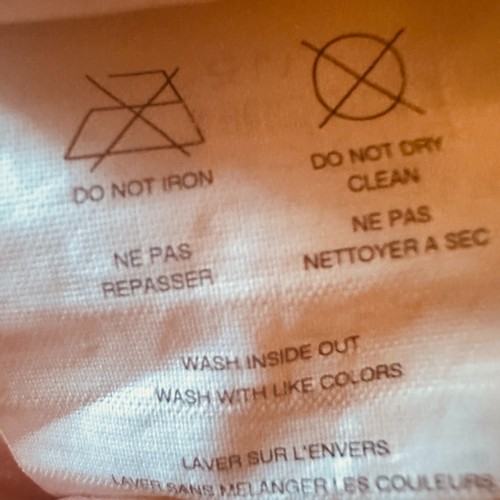 DO NOT IRON
NE PAS
REPASSER
DO NOT DRY
CLEAN
NE PAS
NETTOYER A SEC
WASH INSIDE OUT
WASH WITH LIKE COLORS
LAVER SUR L'ENVERS
LAVER SANS MELANGER LES COULEURS